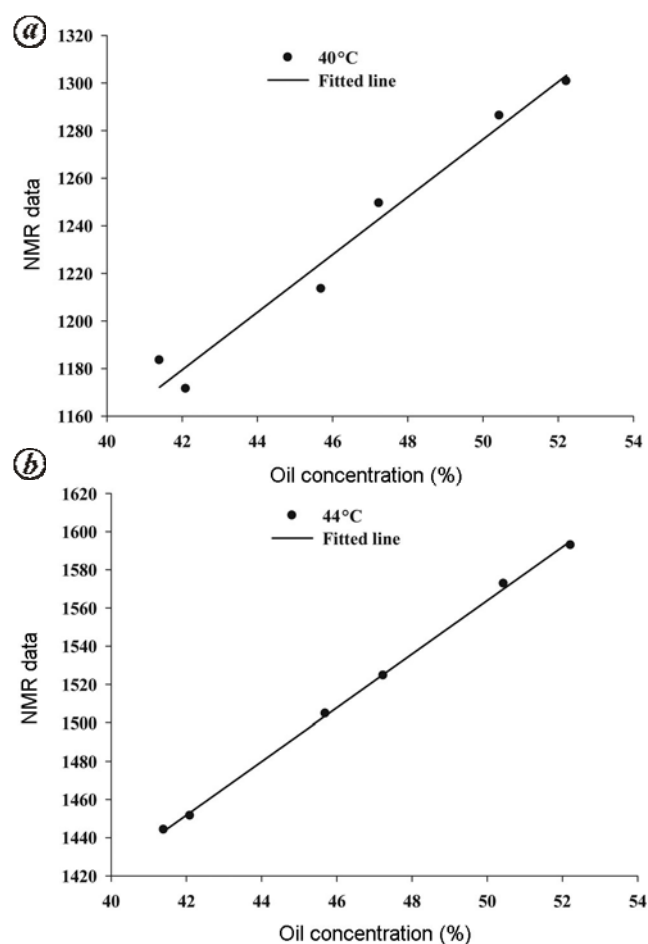 a
1320
1300
1280
1260
1240
1220
1200
1180
1160
NMR data
40°C
Fitted line
40 42 44 46 48 50 52 54
Oil concentration (%)
b
1620
1600
1580
1560
1540
1520
1500
1480
1460
1440
1420
NMR data
44°C
Fitted line
40 42 44 46 48 50 52 54
Oil concentration (%)